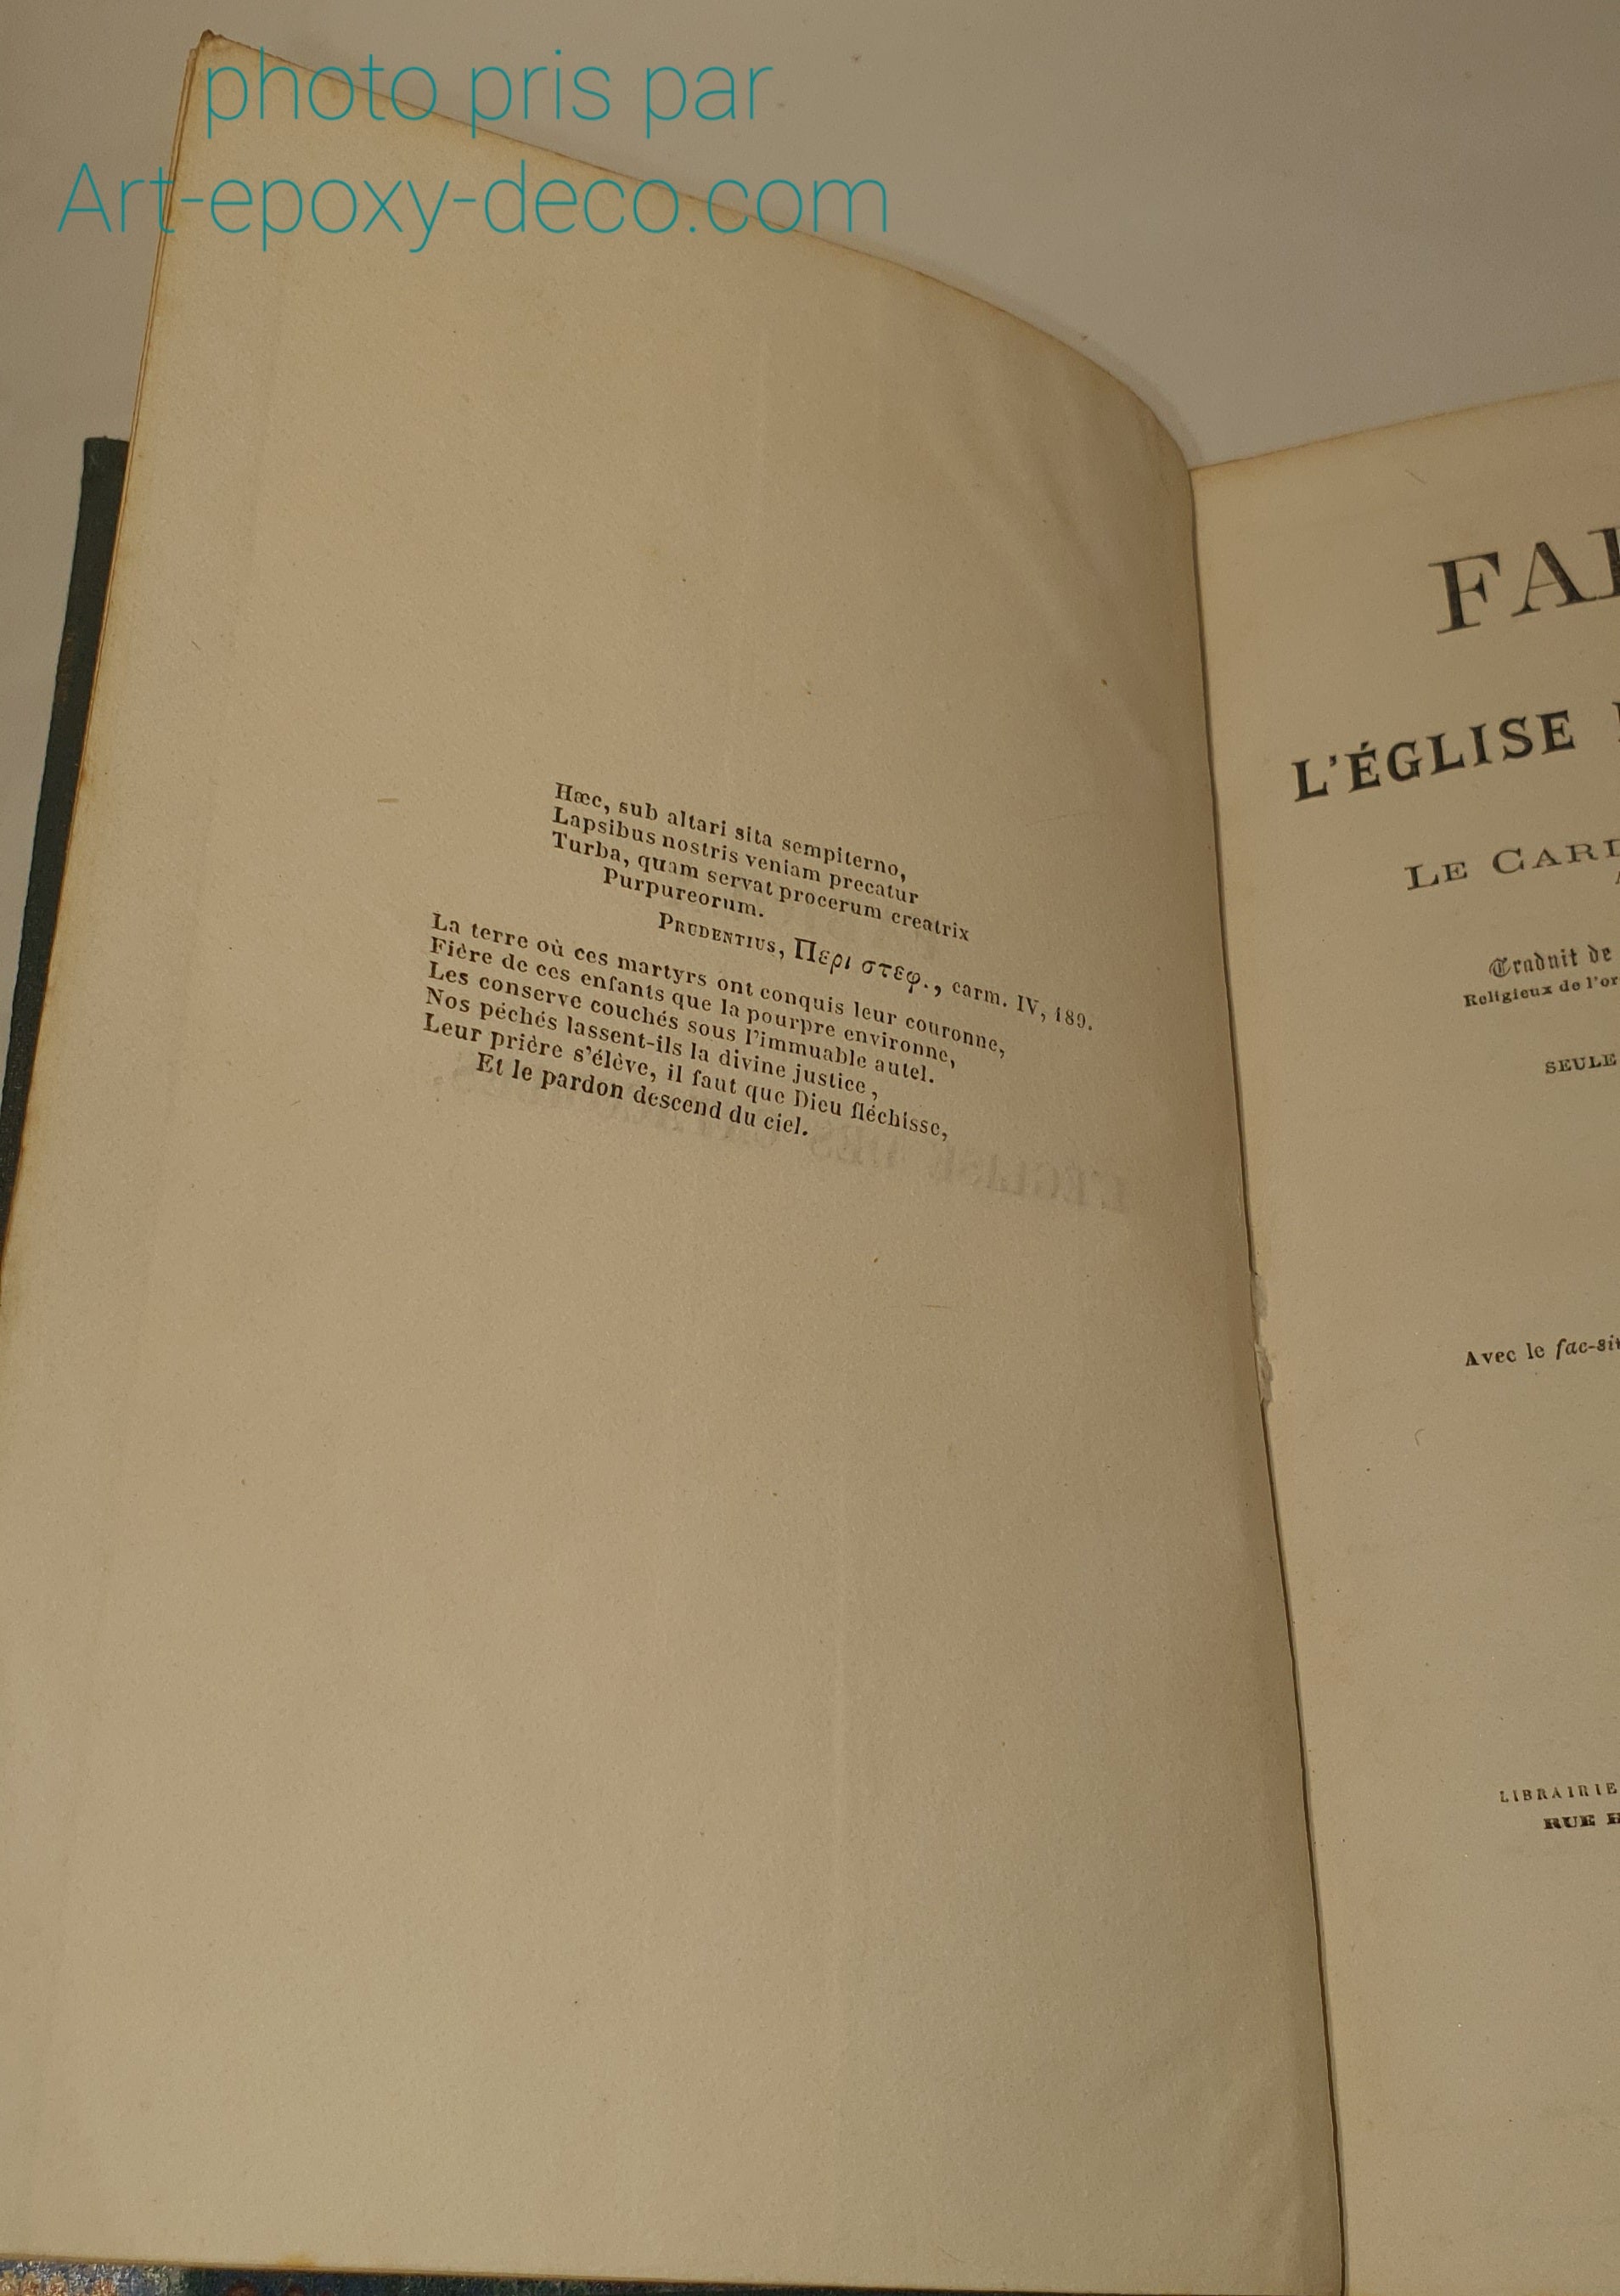 photo pris par
Art-epoxy-deco.com
Hæc, sub altari sita sempiterno,
Lapsibus nostris veniam precatur
Turba, quam servat procerum creatrix
Purpureorum.
PRUDENTIUS, Περι στεφ., carm. IV, 189.
La terre où ces martyrs ont conquis leur couronne,
Fière de ces enfants que la pourpre environne,
Les conserve couchés sous l'immuable autel.
Nos péchés lassent-ils la divine justice,
Leur prière s'élève, il faut que Dieu fléchisse,
Et le pardon descend du ciel.
L'ÉGLISE DES
FAB
L'ÉGLISE
LE CARD
Traduit de
Religieux de l'or
SEULE
Avec le fac-si
LIBRAIRIE
RUE